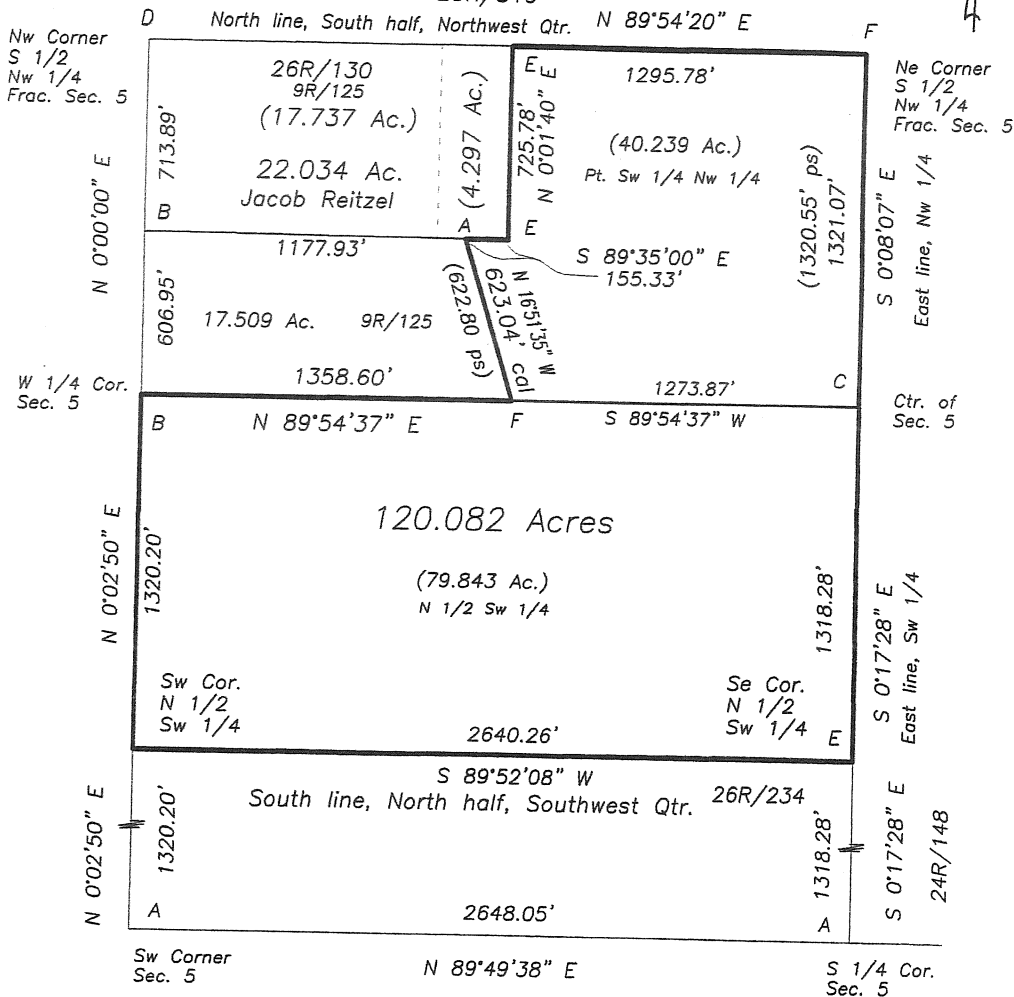 4
D
North line, South half, Northwest Qtr.
N 89°54'20" E
F
Nw Corner
S 1/2
Nw 1/4
Frac. Sec. 5
26R/130
9R/125
(17.737 Ac.)
22.034 Ac.
Jacob Reitzel
(4.297 Ac.)
E
E
725.78'
N 0°01'40" E
1295.78'
(40.239 Ac.)
Pt. Sw 1/4 Nw 1/4
Ne Corner
S 1/2
Nw 1/4
Frac. Sec. 5
713.89'
N 0°00'00" E
B
A
E
(1320.55' ps)
1321.07'
S 0°08'07" E
East line, Nw 1/4
1177.93'
S 89°35'00" E
155.33'
606.95'
17.509 Ac.
9R/125
(622.80 ps)
623.04' cal
N 16°51'35" W
1358.60'
1273.87'
C
W 1/4 Cor.
Sec. 5
Ctr. of
Sec. 5
B
N 89°54'37" E
F
S 89°54'37" W
120.082 Acres
(79.843 Ac.)
N 1/2 Sw 1/4
N 0°02'50" E
1320.20'
1318.28'
S 0°17'28" E
East line, Sw 1/4
Sw Cor.
N 1/2
Sw 1/4
Se Cor.
N 1/2
Sw 1/4
E
2640.26'
S 89°52'08" W
South line, North half, Southwest Qtr.
26R/234
N 0°02'50" E
1320.20'
1318.28'
S 0°17'28" E
24R/148
A
2648.05'
A
Sw Corner
Sec. 5
N 89°49'38" E
S 1/4 Cor.
Sec. 5